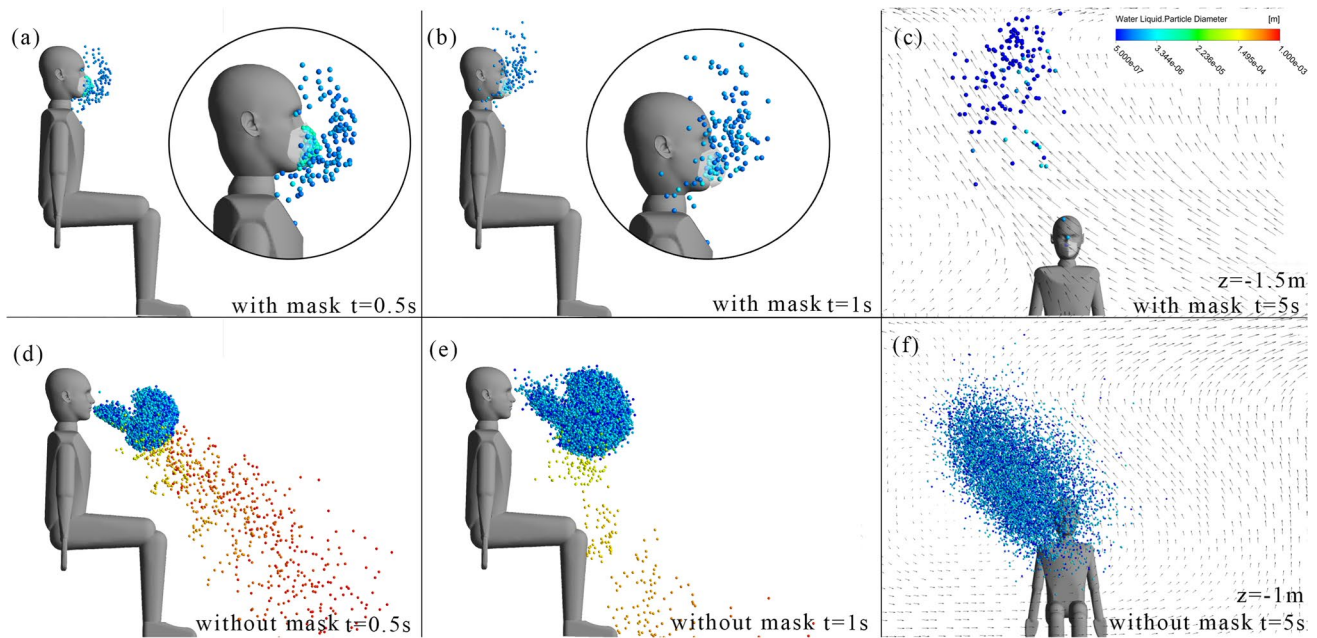 (a)
with mask t=0.5s
(b)
with mask t=1s
(c)
Water Liquid.Particle Diameter [m]
5.000e-07 3.344e-06 2.236e-05 1.495e-04 1.000e-03
z=-1.5m
with mask t=5s
(d)
without mask t=0.5s
(e)
without mask t=1s
(f)
z=-1m
without mask t=5s